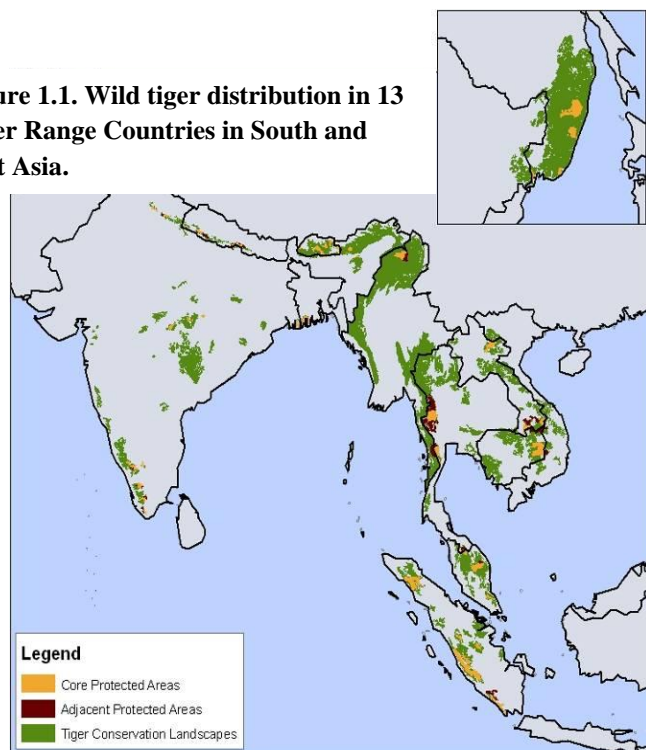 ure 1.1. Wild tiger distribution in 13
er Range Countries in South and
t Asia.
Legend
Core Protected Areas
Adjacent Protected Areas
Tiger Conservation Landscapes